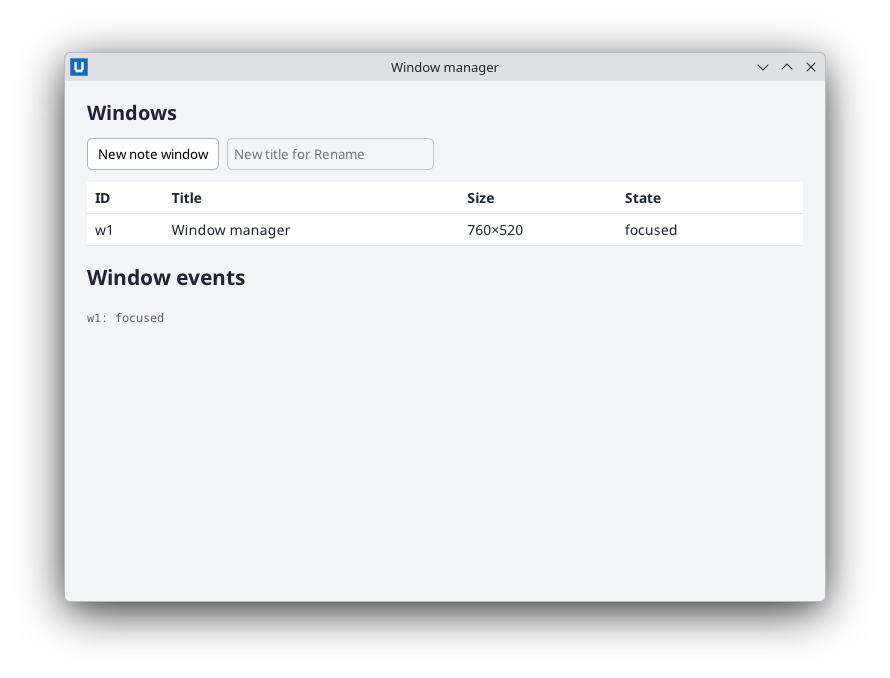 Window manager
Windows
New note window New title for Rename
ID Title Size State
w1 Window manager 760×520 focused
Window events
w1: focused